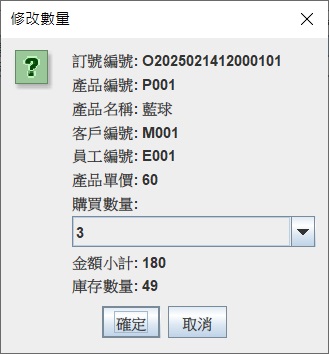 修改數量
訂號編號: O2025021412000101
產品編號: P001
產品名稱: 藍球
客戶編號: M001
員工編號: E001
產品單價: 60
購買數量:
3
金額小計: 180
庫存數量: 49
確定 取消